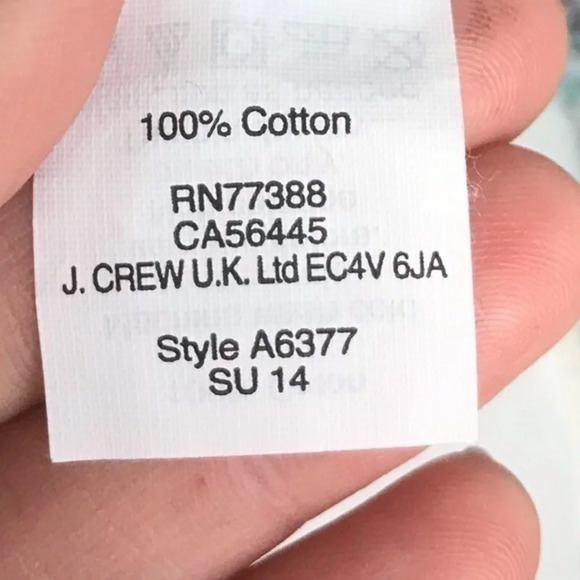 100% Cotton
RN77388
CA56445
J. CREW U.K. Ltd EC4V 6JA
Style A6377
SU 14